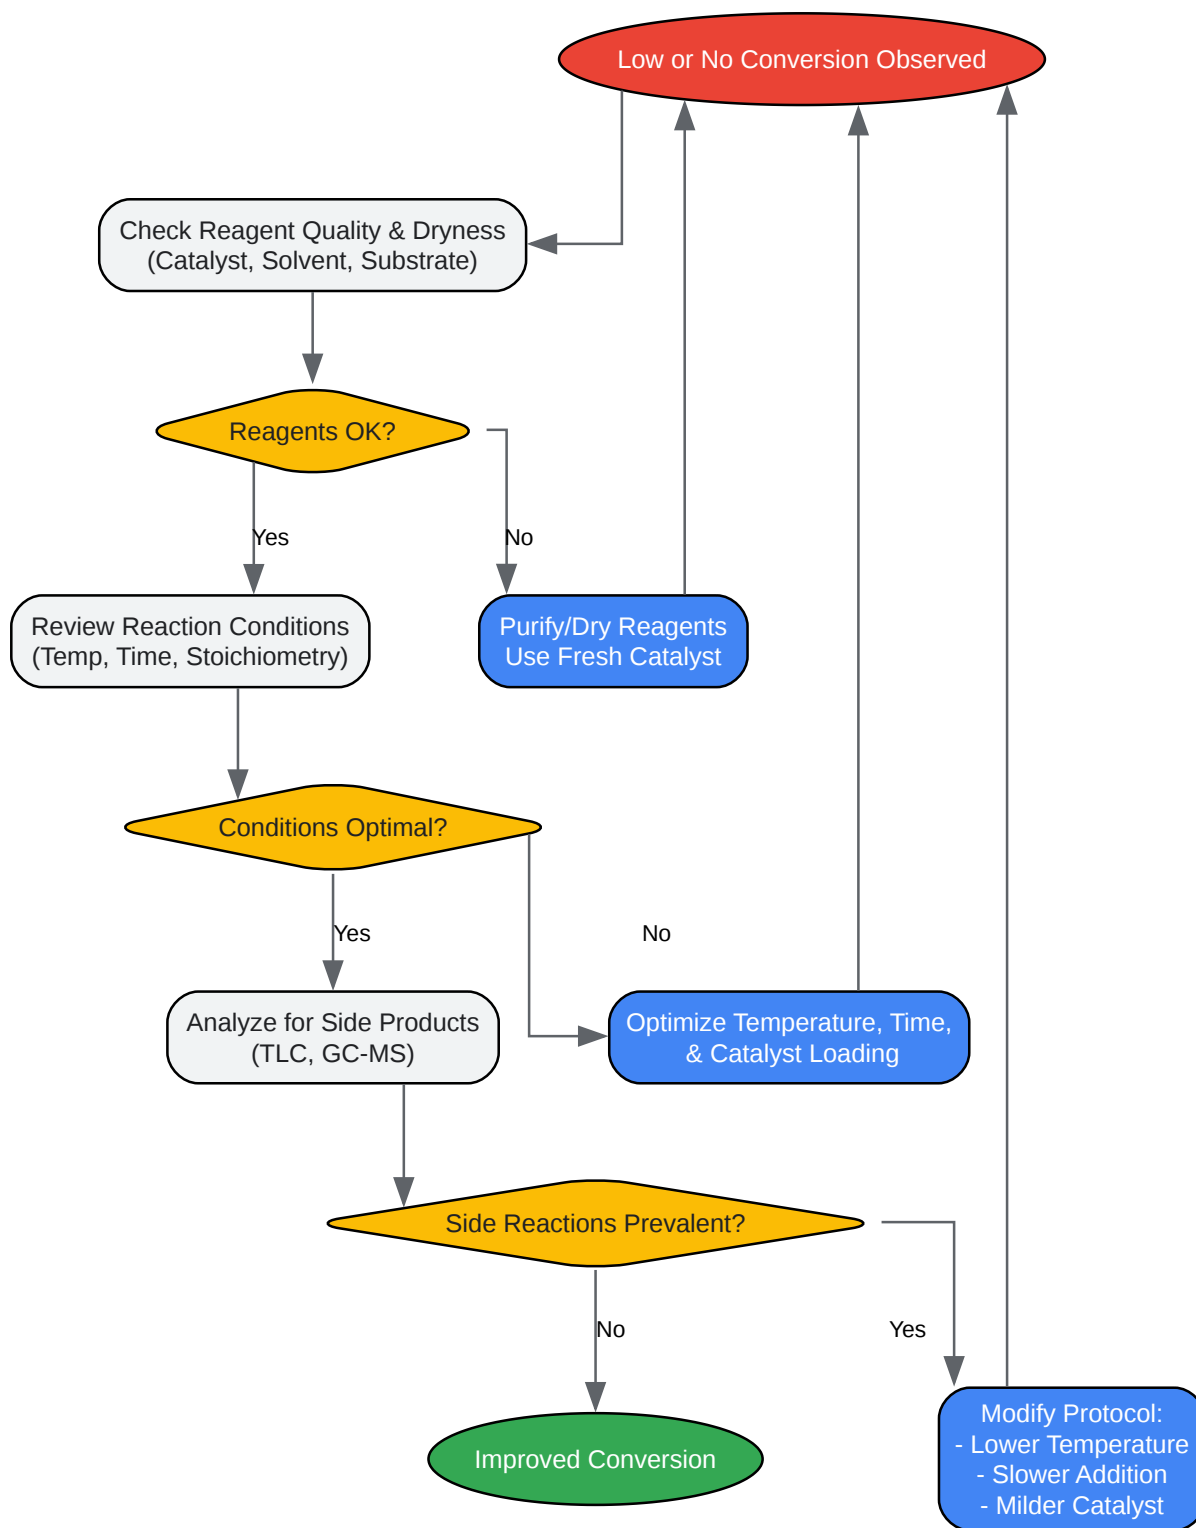 Low or No Conversion Observed
Check Reagent Quality & Dryness
(Catalyst, Solvent, Substrate)
Reagents OK?
Yes
No
Review Reaction Conditions
(Temp, Time, Stoichiometry)
Purify/Dry Reagents
Use Fresh Catalyst
Conditions Optimal?
Yes
No
Analyze for Side Products
(TLC, GC-MS)
Optimize Temperature, Time,
& Catalyst Loading
Side Reactions Prevalent?
No
Yes
Improved Conversion
Modify Protocol:
- Lower Temperature
- Slower Addition
- Milder Catalyst